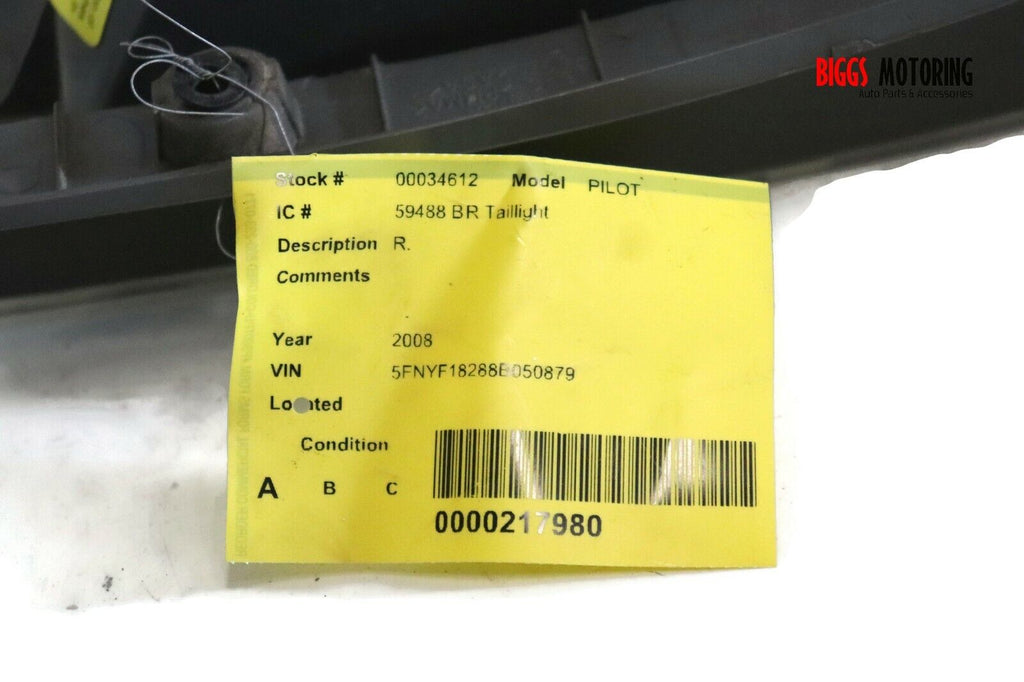 BIGGS MOTORING
Auto Parts & Accessories
Stock # 00034612 Model PILOT
IC # 59488 BR Taillight
Description R.
Comments
Year 2008
VIN 5FNYF18288B050879
Located
Condition
A B C
0000217980